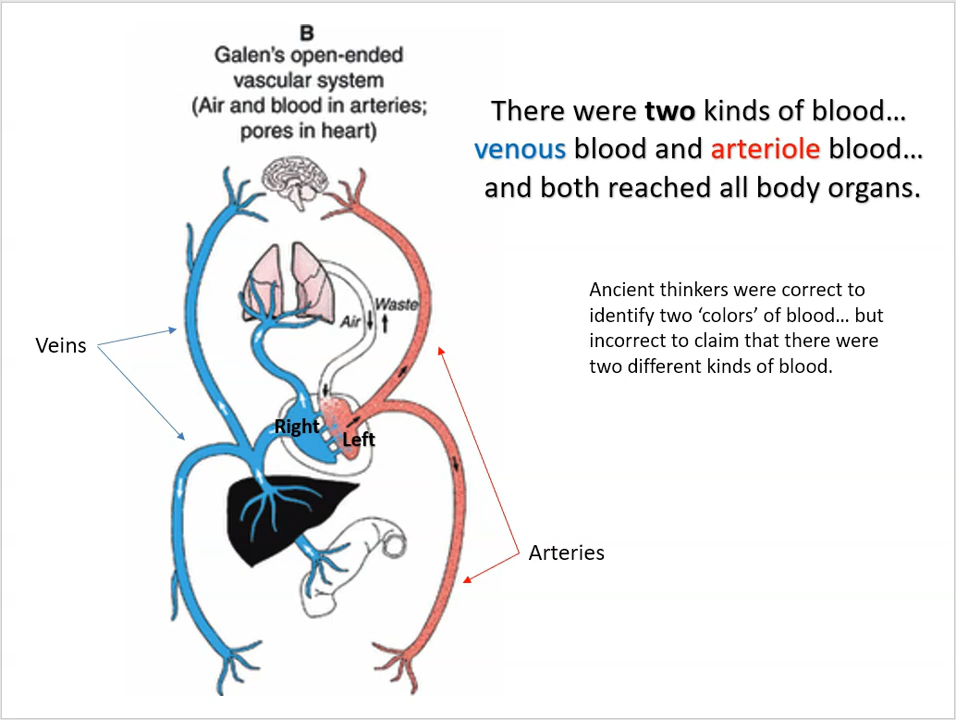 B
Galen's open-ended
vascular system
(Air and blood in arteries;
pores in heart)
There were two kinds of blood…
venous blood and arteriole blood…
and both reached all body organs.
Ancient thinkers were correct to
identify two ‘colors’ of blood… but
incorrect to claim that there were
two different kinds of blood.
Waste
Air
Veins
Right
Left
Arteries